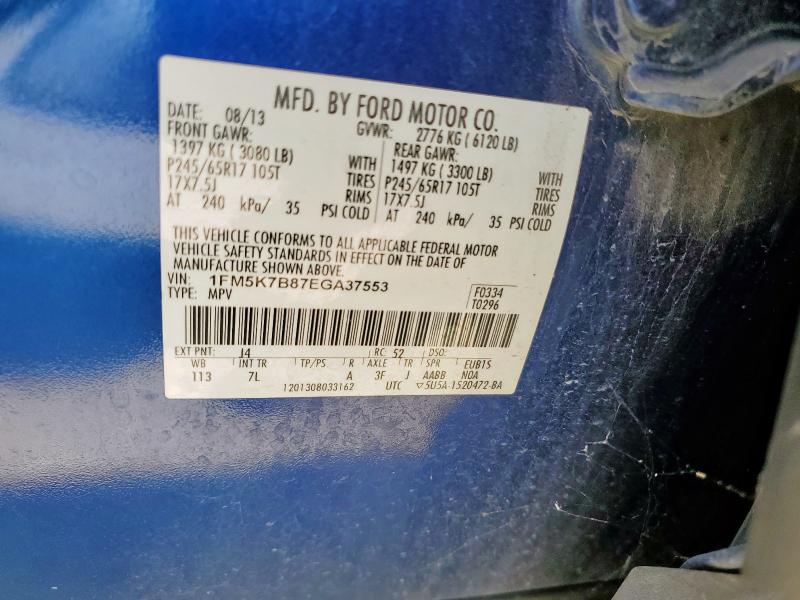 MFD. BY FORD MOTOR CO.
DATE: 08/13 GVWR: 2776 KG ( 6120 LB)
FRONT GAWR: REAR GAWR:
1397 KG ( 3080 LB) WITH 1497 KG ( 3300 LB) WITH
P245/65R17 105T TIRES P245/65R17 105T TIRES
17X7.5J RIMS 17X7.5J RIMS
AT 240 kPa/ 35 PSI COLD AT 240 kPa/ 35 PSI COLD
THIS VEHICLE CONFORMS TO ALL APPLICABLE FEDERAL MOTOR
VEHICLE SAFETY STANDARDS IN EFFECT ON THE DATE OF
MANUFACTURE SHOWN ABOVE.
VIN: 1FM5K7B87EGA37553
TYPE: MPV
F0334
T0296
EXT PNT: J4 RC: 52 DSO:
WB INT TR TP/PS R AXLE TR SPR EUB1S
113 7L A 3F J AABB NOA
1201308033162 UTC ▽5U5A-1520472-BA